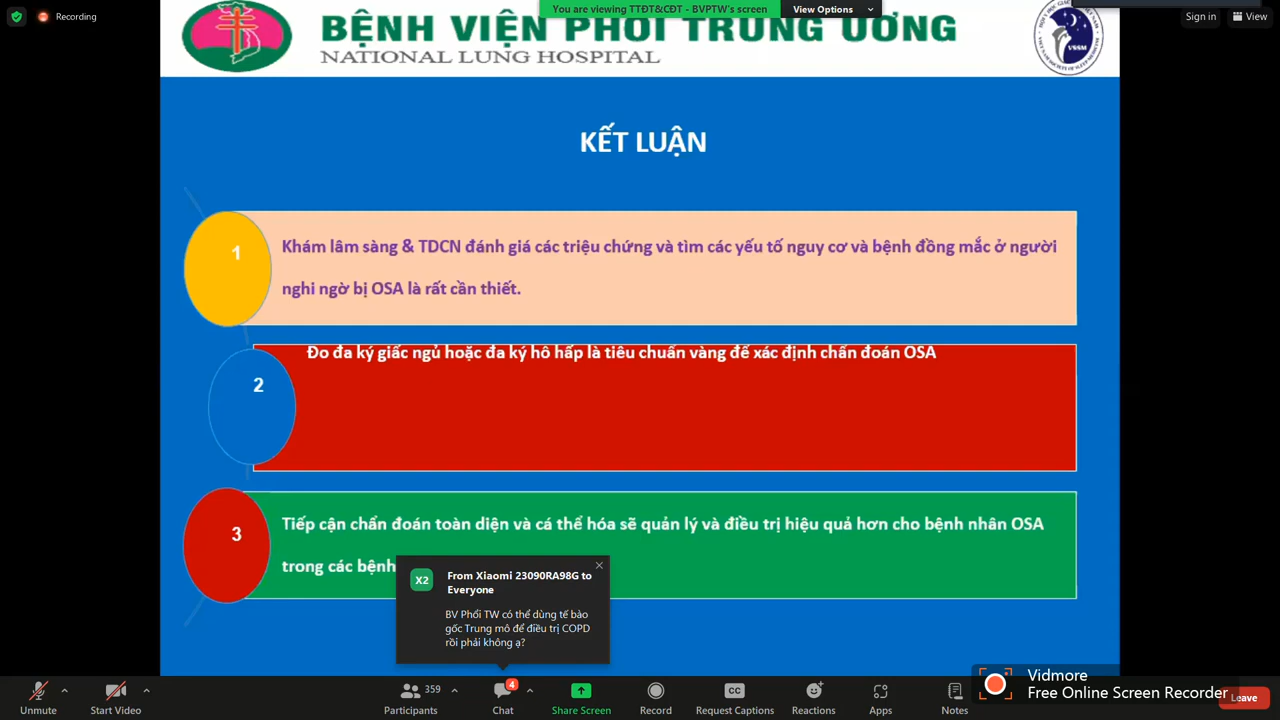 Recording
You are viewing TTĐT&CĐT - BVPTW's screen
View Options
Sign in
View
BỆNH VIỆN PHỔI TRUNG ƯƠNG
NATIONAL LUNG HOSPITAL
VSSM
KẾT LUẬN
1
Khám lâm sàng & TDCN đánh giá các triệu chứng và tìm các yếu tố nguy cơ và bệnh đồng mắc ở người
nghi ngờ bị OSA là rất cần thiết.
2
Đo đa ký giấc ngủ hoặc đa ký hô hấp là tiêu chuẩn vàng để xác định chẩn đoán OSA
3
Tiếp cận chẩn đoán toàn diện và cá thể hóa sẽ quản lý và điều trị hiệu quả hơn cho bệnh nhân OSA
trong các bệnh
X2
From Xiaomi 23090RA98G to
Everyone
BV Phổi TW có thể dùng tế bào
gốc Trung mô để điều trị COPD
rồi phải không ạ?
Unmute
Start Video
359
Participants
4
Chat
Share Screen
Record
CC
Request Captions
Reactions
Apps
Notes
Leave
Vidmore
Free Online Screen Recorder